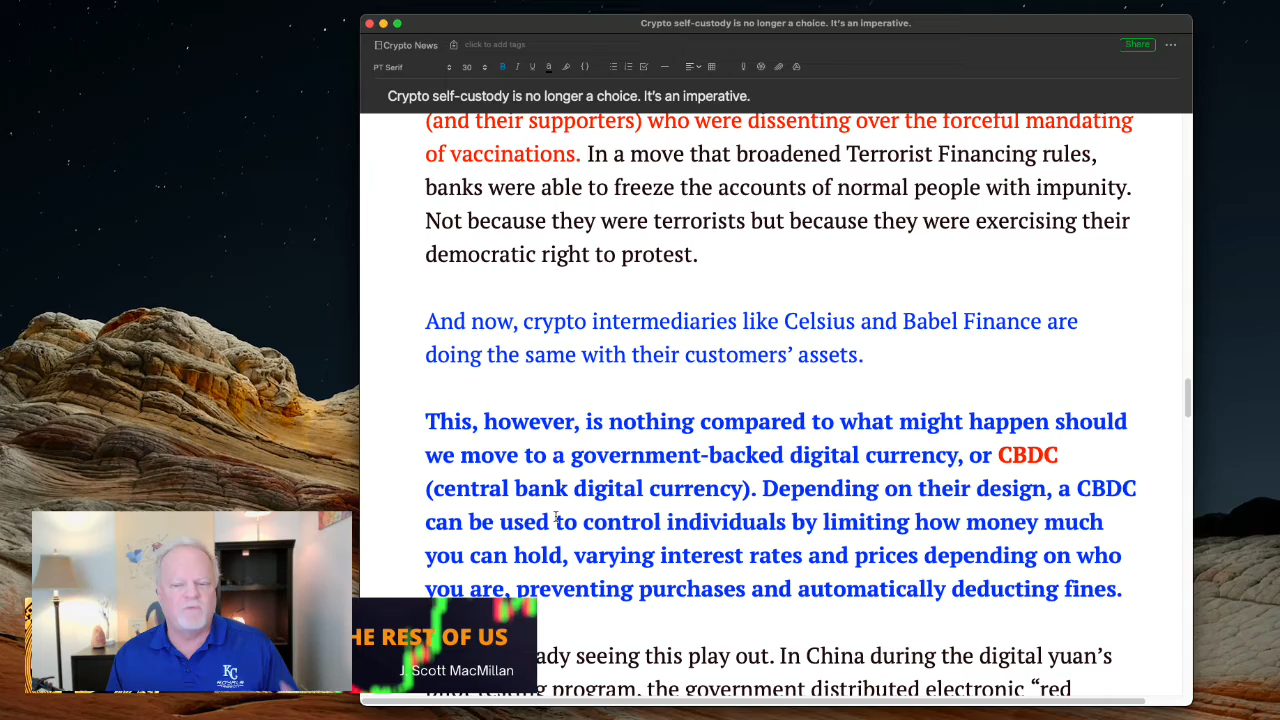 Crypto self-custody is no longer a choice. It's an imperative.
Crypto News
click to add tags
Share
PT Serif
30
B I U a
Crypto self-custody is no longer a choice. It's an imperative.
(and their supporters) who were dissenting over the forceful mandating
of vaccinations. In a move that broadened Terrorist Financing rules,
banks were able to freeze the accounts of normal people with impunity.
Not because they were terrorists but because they were exercising their
democratic right to protest.
And now, crypto intermediaries like Celsius and Babel Finance are
doing the same with their customers’ assets.
This, however, is nothing compared to what might happen should
we move to a government-backed digital currency, or CBDC
(central bank digital currency). Depending on their design, a CBDC
can be used to control individuals by limiting how money much
you can hold, varying interest rates and prices depending on who
you are, preventing purchases and automatically deducting fines.
seeing this play out. In China during the digital yuan’s
program, the government distributed electronic “red
REST OF US
J. Scott MacMillan
KC
ROYALS